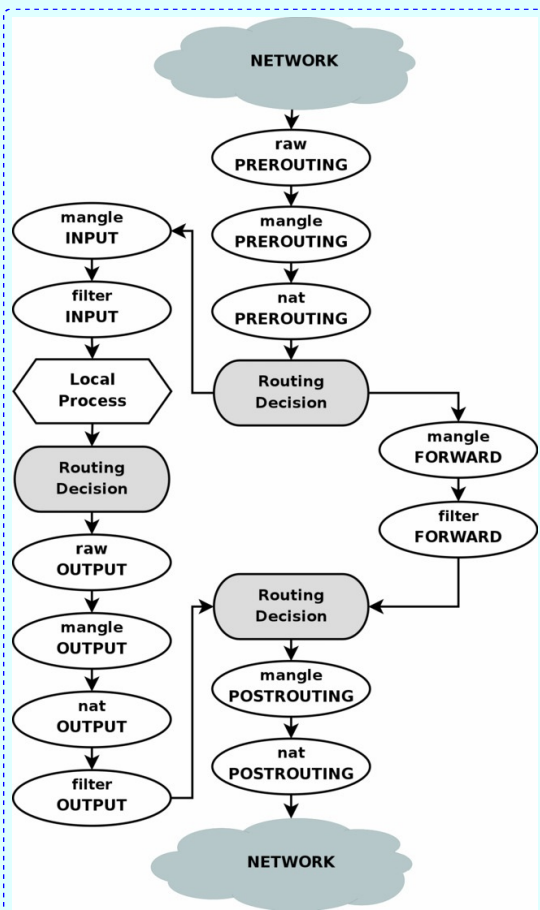 NETWORK
raw
PREROUTING
mangle
PREROUTING
nat
PREROUTING
Routing
Decision
mangle
INPUT
filter
INPUT
Local
Process
Routing
Decision
raw
OUTPUT
mangle
OUTPUT
nat
OUTPUT
filter
OUTPUT
mangle
FORWARD
filter
FORWARD
Routing
Decision
mangle
POSTROUTING
nat
POSTROUTING
NETWORK